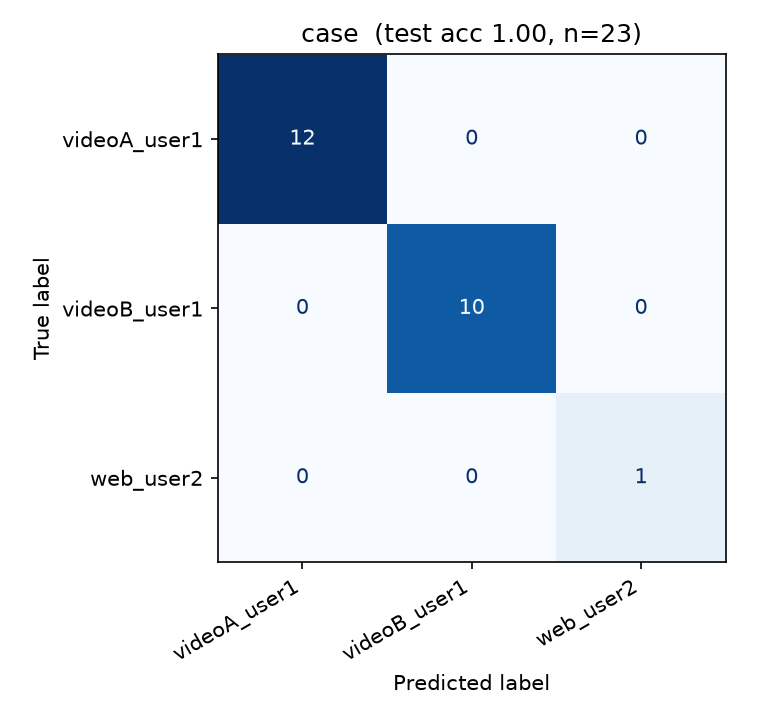 case  (test acc 1.00, n=23)
videoA_user1
12
0
0
videoB_user1
0
10
0
web_user2
0
0
1
True label
videoA_user1
videoB_user1
web_user2
Predicted label